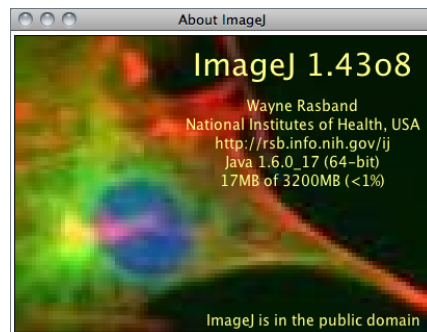 About ImageJ
ImageJ 1.43o8
Wayne Rasband
National Institutes of Health, USA
http://rsb.info.nih.gov/ij
Java 1.6.0_17 (64-bit)
17MB of 3200MB (<1%)
ImageJ is in the public domain